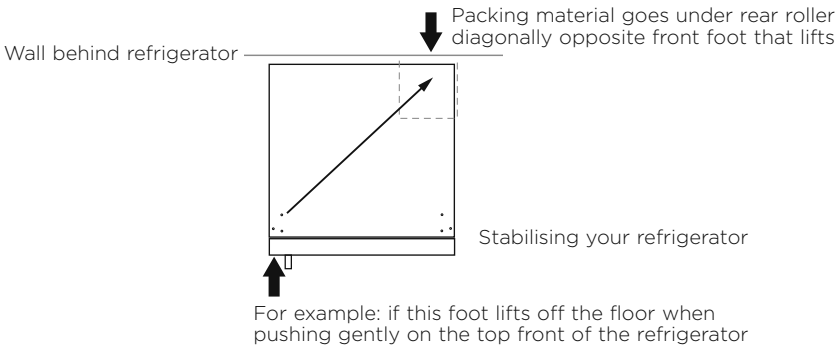 Packing material goes under rear roller
diagonally opposite front foot that lifts
Wall behind refrigerator
Stabilising your refrigerator
For example: if this foot lifts off the floor when
pushing gently on the top front of the refrigerator